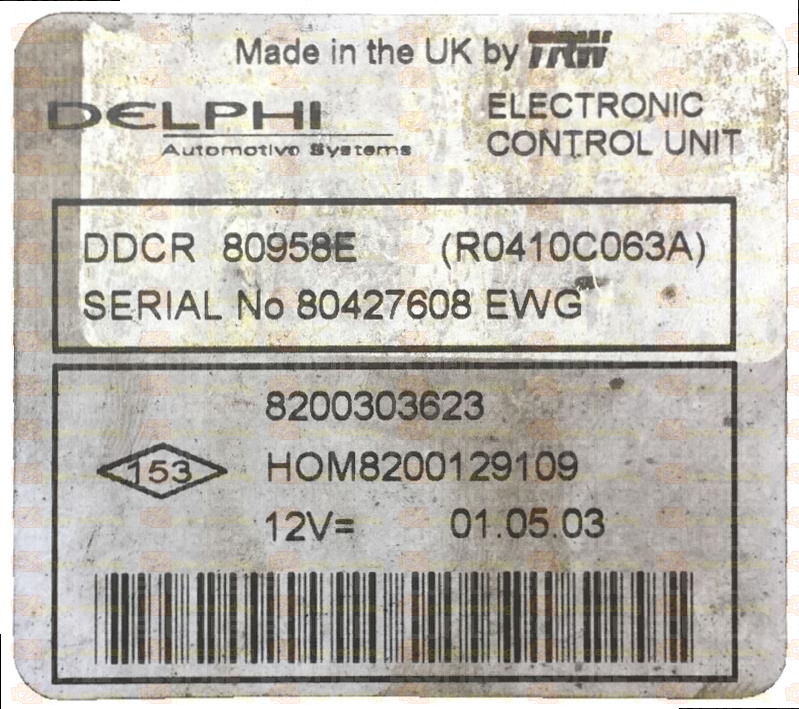 Made in the UK by TRW
DELPHI
Automotive Systems
ELECTRONIC
CONTROL UNIT
DDCR 80958E (R0410C063A)
SERIAL No 80427608 EWG
8200303623
153 HOM8200129109
12V= 01.05.03